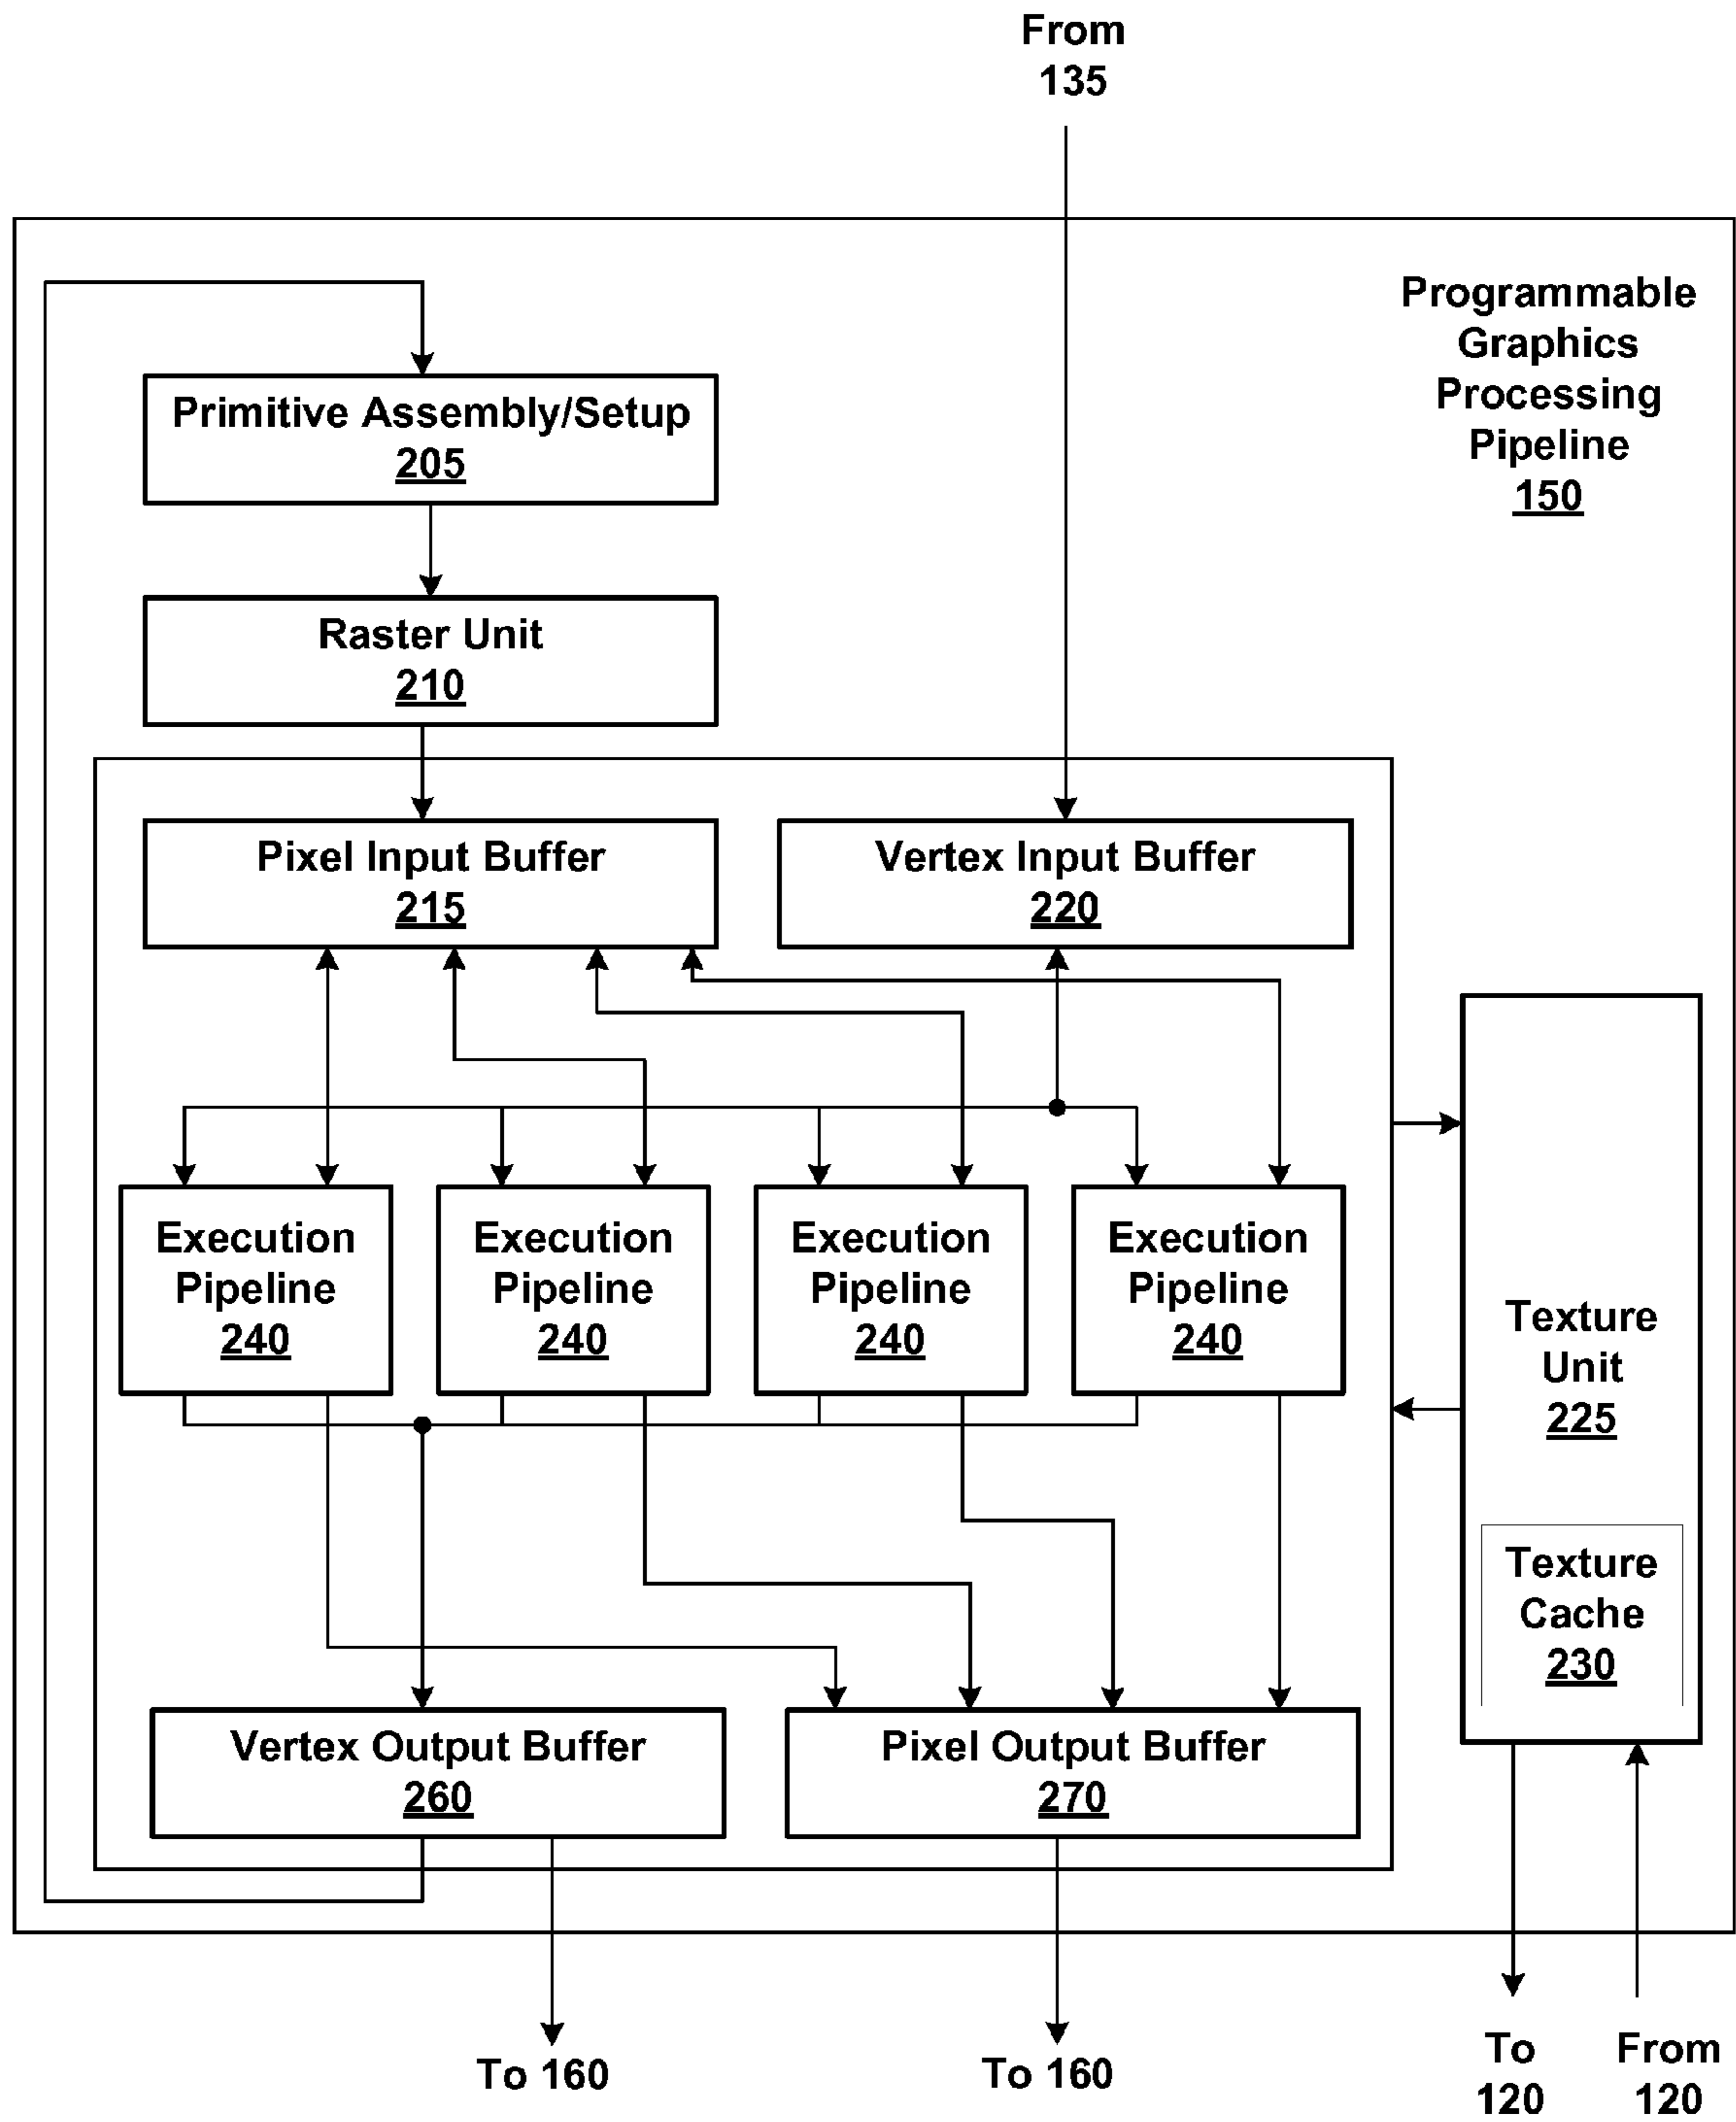 From
135
Programmable
Graphics
Processing
Pipeline
150
Primitive Assembly/Setup
205
Raster Unit
210
Pixel Input Buffer
215
Vertex Input Buffer
220
Execution
Pipeline
240
Execution
Pipeline
240
Execution
Pipeline
240
Execution
Pipeline
240
Texture
Unit
225
Texture
Cache
230
Vertex Output Buffer
260
Pixel Output Buffer
270
To 160
To 160
To
120
From
120